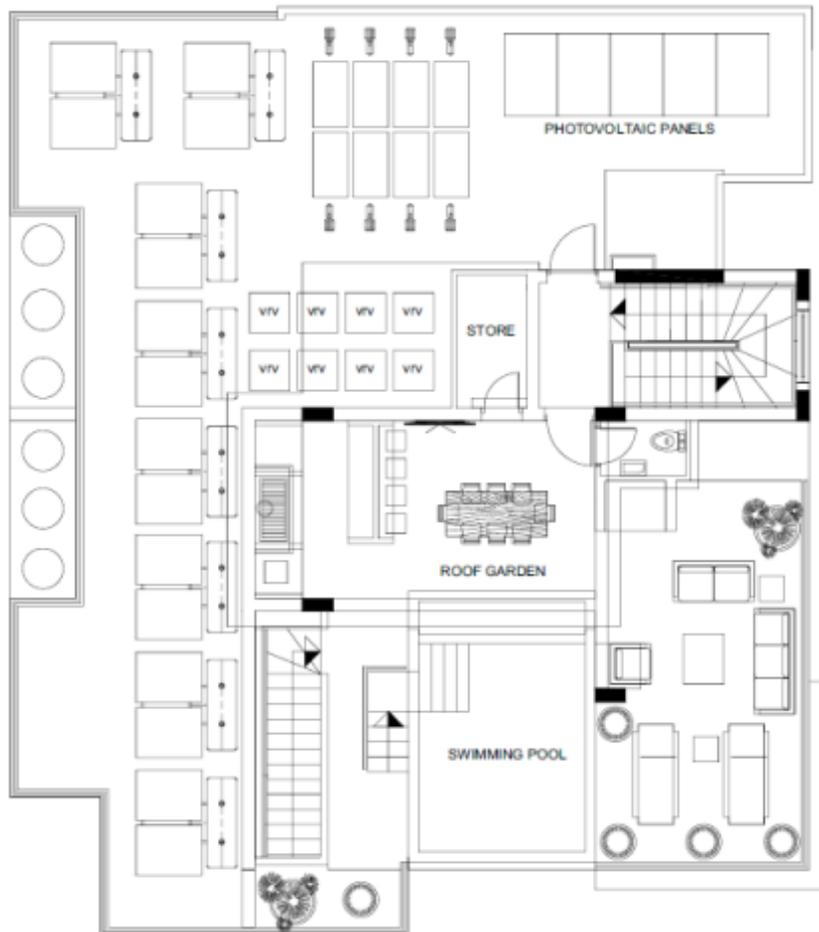 PHOTOVOLTAIC PANELS
vrv vrv vrv vrv
STORE
vrv vrv vrv vrv
ROOF GARDEN
SWIMMING POOL